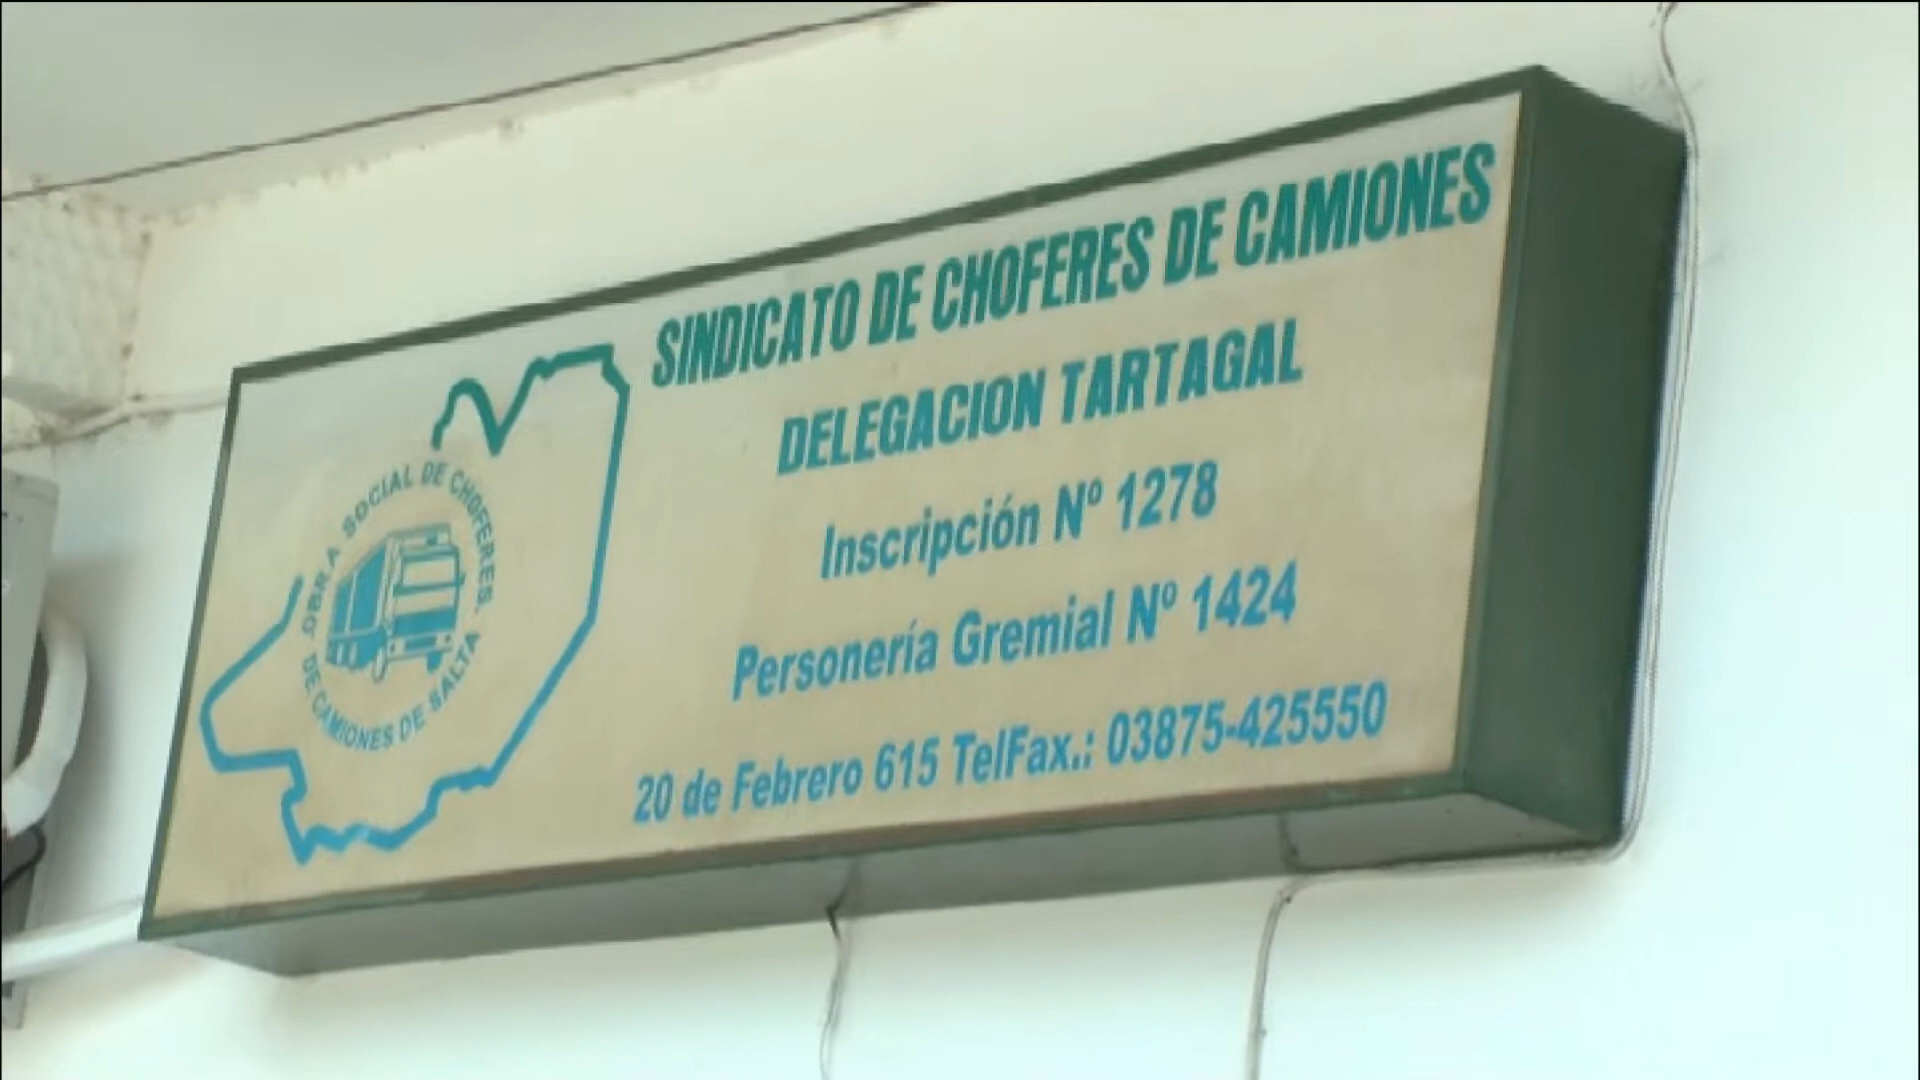 SINDICATO DE CHOFERES DE CAMIONES
DELEGACION TARTAGAL
Inscripción Nº 1278
Personería Gremial Nº 1424
20 de Febrero 615 TelFax.: 03875-425550
OBRA SOCIAL DE CHOFERES.
DE CAMIONES DE SALTA